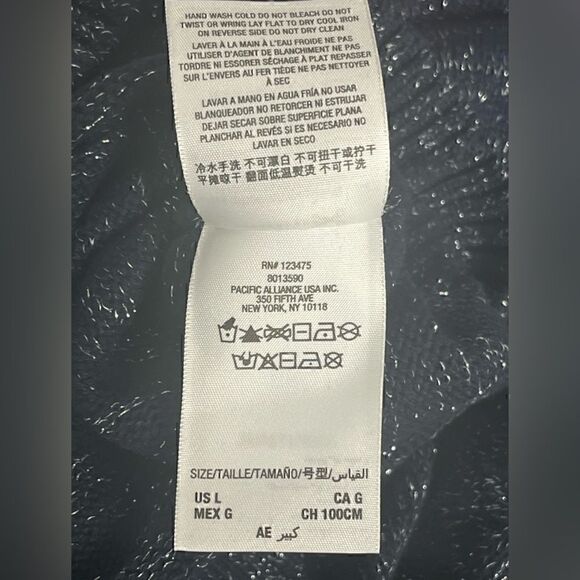 HAND WASH COLD DO NOT BLEACH DO NOT
TWIST OR WRING LAY FLAT TO DRY COOL IRON
ON REVERSE SIDE DO NOT DRY CLEAN
LAVER À LA MAIN À L'EAU FROIDE NE PAS
UTILISER D'AGENT DE BLANCHIMENT NE PAS
TORDRE NI ESSORER SÉCHAGE À PLAT REPASSER
SUR L'ENVERS AU FER TIÈDE NE PAS NETTOYER
À SEC
LAVAR A MANO EN AGUA FRÍA NO USAR
BLANQUEADOR NO RETORCER NI ESTRUJAR
DEJAR SECAR SOBRE SUPERFICIE PLANA
PLANCHAR AL REVÉS SI ES NECESARIO NO
LAVAR EN SECO
冷水手洗 不可漂白 不可扭干或拧干
平摊晾干 翻面低温熨烫 不可干洗
RN# 123475
8013590
PACIFIC ALLIANCE USA INC.
350 FIFTH AVE
NEW YORK, NY 10118
SIZE/TAILLE/TAMAÑO/号型/القياس
US L CA G
MEX G CH 100CM
AE كبير